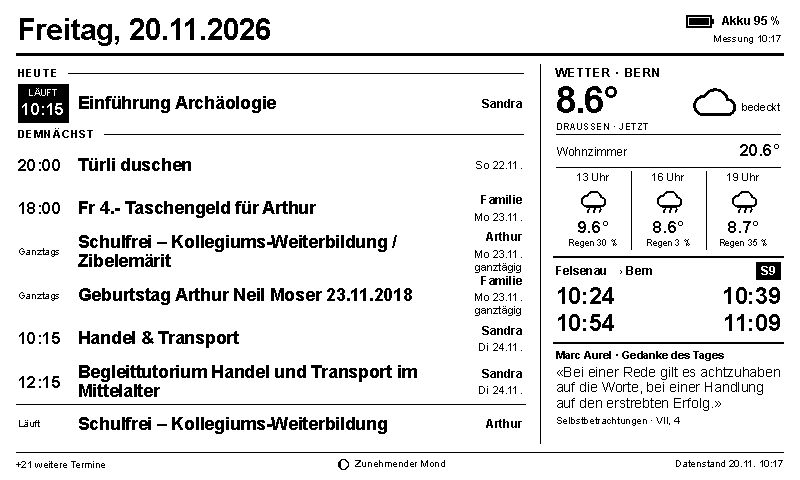 Freitag, 20.11.2026
Akku 95 %
Messung 10:17
HEUTE
LÄUFT
10:15 Einführung Archäologie Sandra
DEMNÄCHST
20:00 Türli duschen So 22.11.
18:00 Fr 4.- Taschengeld für Arthur Familie
Mo 23.11.
Ganztags Schulfrei – Kollegiums-Weiterbildung / Zibelemärit Arthur
Mo 23.11.
ganztägig
Ganztags Geburtstag Arthur Neil Moser 23.11.2018 Familie
Mo 23.11.
ganztägig
10:15 Handel & Transport Sandra
Di 24.11.
12:15 Begleittutorium Handel und Transport im
Mittelalter Sandra
Di 24.11.
Läuft Schulfrei – Kollegiums-Weiterbildung Arthur
WETTER · BERN
8.6° bedeckt
DRAUSSEN · JETZT
Wohnzimmer 20.6°
13 Uhr 16 Uhr 19 Uhr
9.6° 8.6° 8.7°
Regen 30 % Regen 3 % Regen 35 %
Felsenau › Bern S9
10:24 10:39
10:54 11:09
Marc Aurel · Gedanke des Tages
«Bei einer Rede gilt es achtzuhaben
auf die Worte, bei einer Handlung
auf den erstrebten Erfolg.»
Selbstbetrachtungen · VII, 4
+21 weitere Termine
Zunehmender Mond
Datenstand 20.11. 10:17